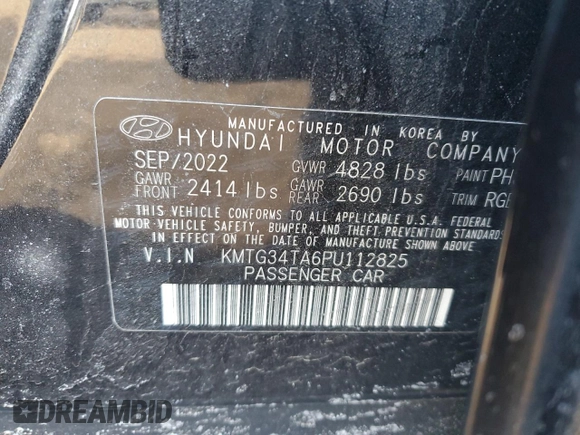 MANUFACTURED IN KOREA BY
HYUNDAI MOTOR COMPANY
SEP/2022 GVWR 4828 lbs PAINT PH
GAWR FRONT 2414 lbs GAWR REAR 2690 lbs TRIM RG
THIS VEHICLE CONFORMS TO ALL APPLICABLE U.S.A. FEDERAL
MOTOR-VEHICLE SAFETY, BUMPER, AND THEFT PREVENTION STANDARDS
IN EFFECT ON THE DATE OF MANUFACTURE SHOWN ABOVE
V.I.N KMTG34TA6PU112825
PASSENGER CAR
DREAMBID